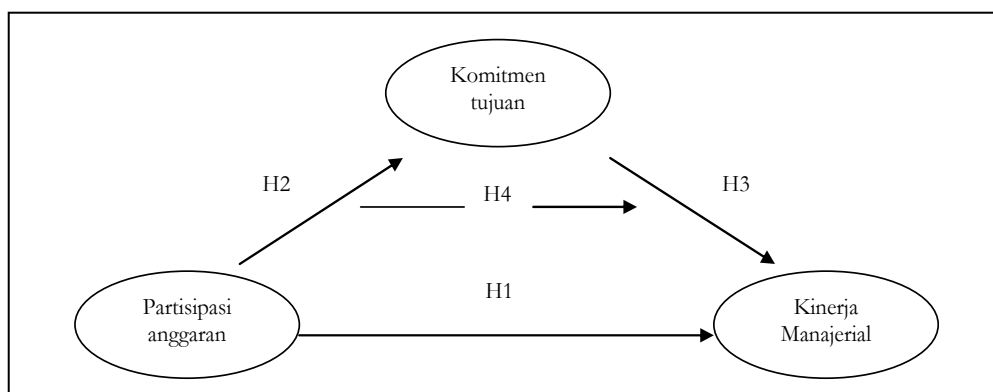 Komitmen
tujuan
H2
H4
H3
Partisipasi
anggaran
H1
Kinerja
Manajerial